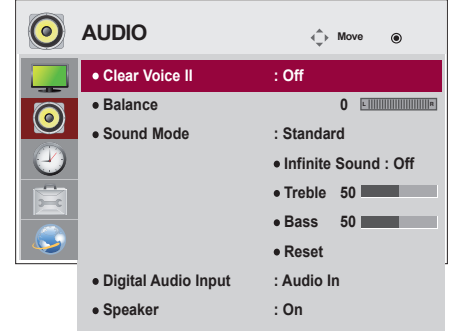 AUDIO Move
• Clear Voice II : Off
• Balance 0 L R
• Sound Mode : Standard
• Infinite Sound : Off
• Treble 50
• Bass 50
• Reset
• Digital Audio Input : Audio In
• Speaker : On